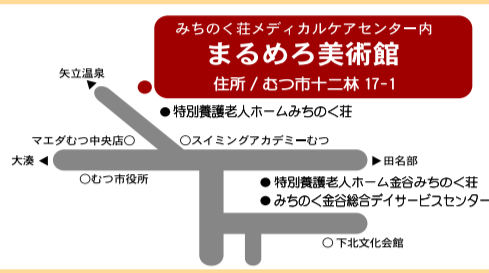 みちのく荘メディカルケアセンター内
まるめろ美術館
住所 / むつ市十二林 17-1
矢立温泉
● 特別養護老人ホームみちのく荘
マエダむつ中央店○
○スイミングアカデミーむつ
大湊 ◀
▶田名部
○むつ市役所
● 特別養護老人ホーム金谷みちのく荘
● みちのく金谷総合デイサービスセンター
○ 下北文化会館